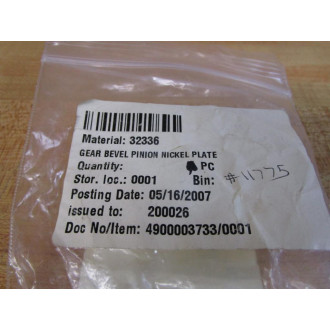 Material: 32336
GEAR BEVEL PINION NICKEL PLATE
Quantity: PC
Stor. loc.: 0001 Bin:
#11775
Posting Date: 05/16/2007
issued to: 200026
Doc No/Item: 4900003733/0001